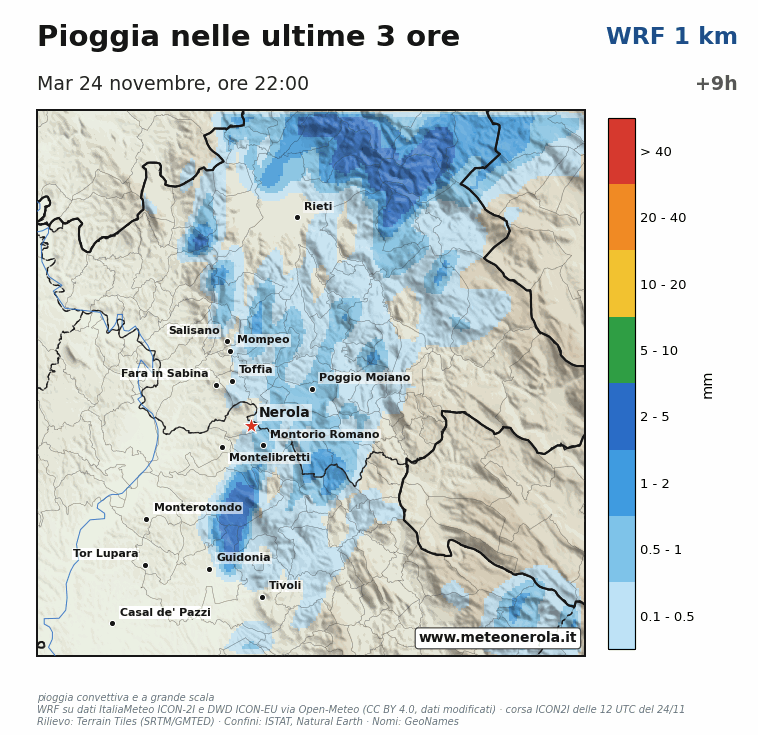 Pioggia nelle ultime 3 ore
WRF 1 km
Mar 24 novembre, ore 22:00
+9h
Rieti
Salisano
Mompeo
Fara in Sabina
Toffia
Poggio Moiano
Nerola
Montorio Romano
Montelibretti
Monterotondo
Tor Lupara
Guidonia
Tivoli
Casal de' Pazzi
www.meteonerola.it
> 40
20 - 40
10 - 20
5 - 10
2 - 5
1 - 2
0.5 - 1
0.1 - 0.5
mm
pioggia convettiva e a grande scala
WRF su dati ItaliaMeteo ICON-2I e DWD ICON-EU via Open-Meteo (CC BY 4.0, dati modificati) · corsa ICON2I delle 12 UTC del 24/11
Rilievo: Terrain Tiles (SRTM/GMTED) · Confini: ISTAT, Natural Earth · Nomi: GeoNames